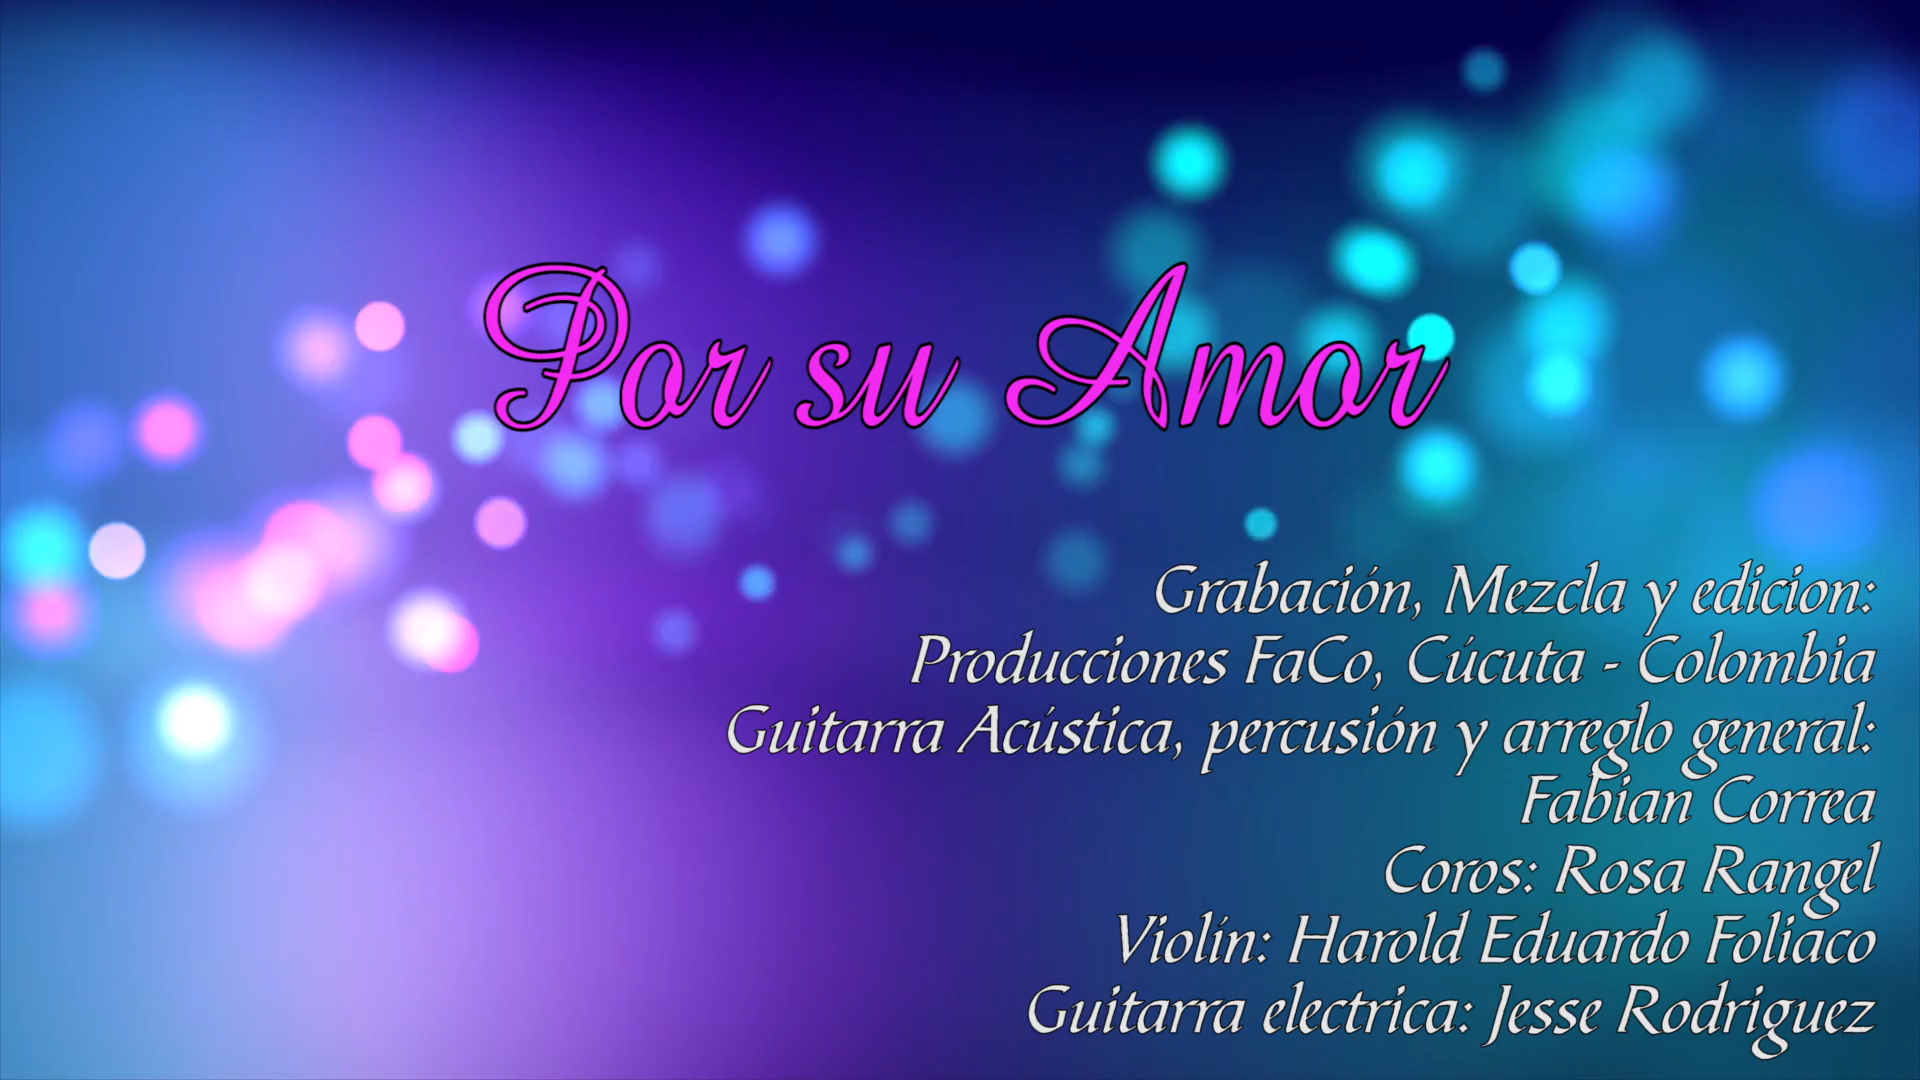 Por su Amor
Grabación, Mezcla y edicion:
Producciones FaCo, Cúcuta - Colombia
Guitarra Acústica, percusión y arreglo general:
Fabian Correa
Coros: Rosa Rangel
Violín: Harold Eduardo Foliaco
Guitarra electrica: Jesse Rodriguez